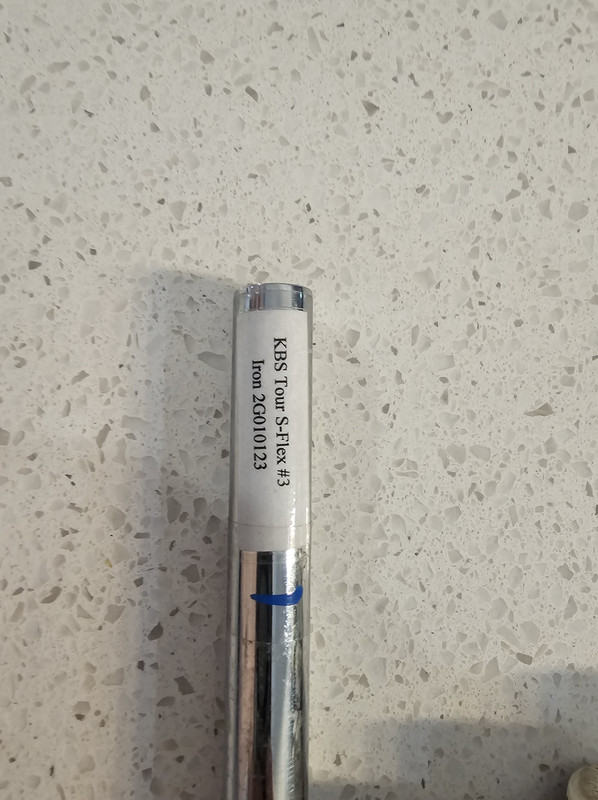 KBS Tour S-Flex #3
Iron 2G010123